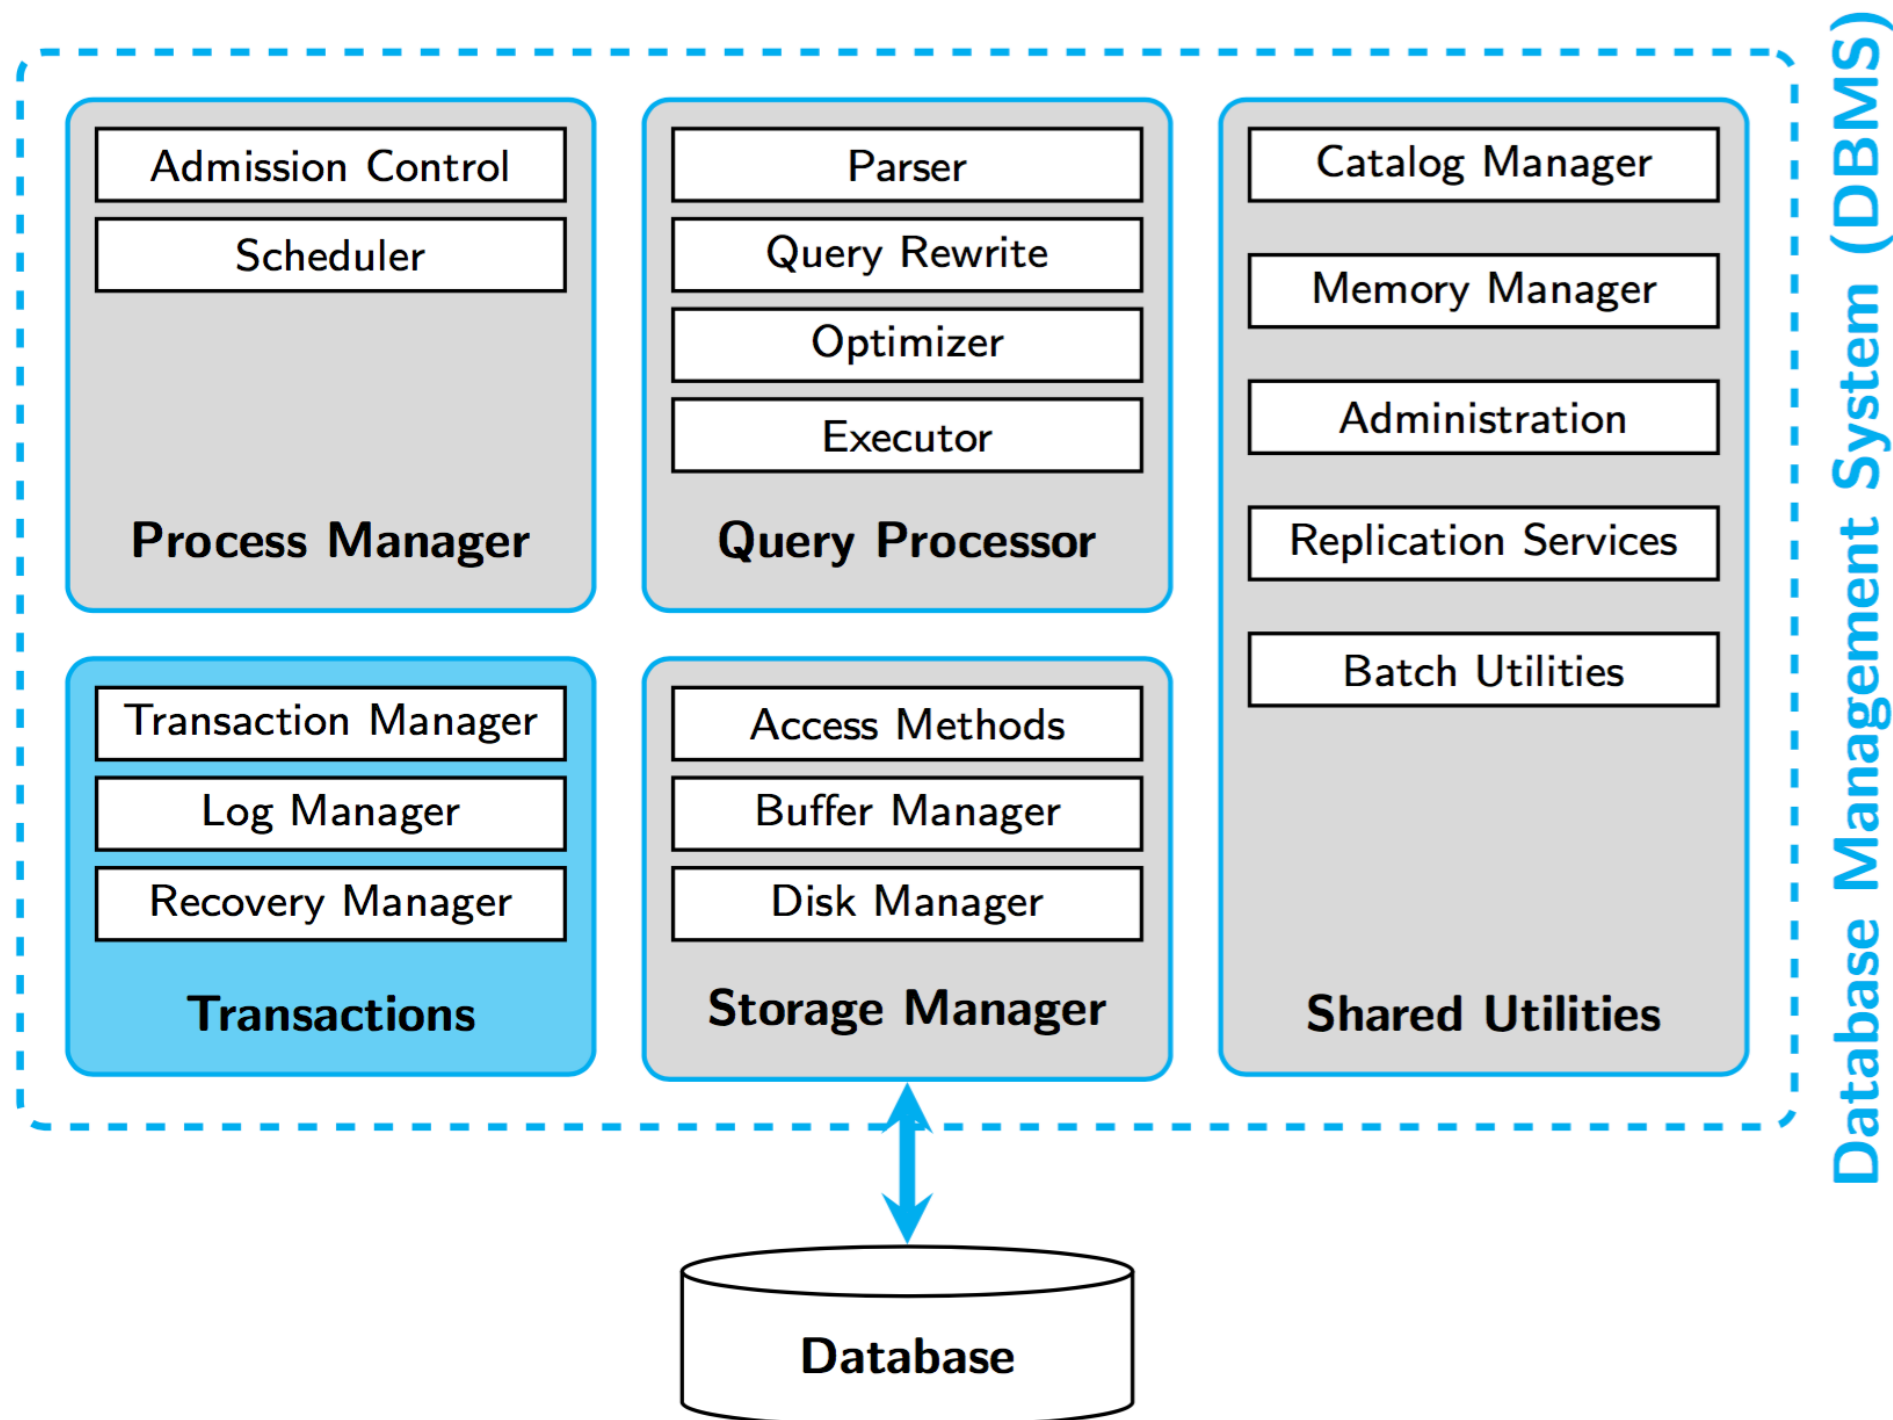 Admission Control
Scheduler
Process Manager
Parser
Query Rewrite
Optimizer
Executor
Query Processor
Catalog Manager
Memory Manager
Administration
Replication Services
Batch Utilities
Shared Utilities
Transaction Manager
Log Manager
Recovery Manager
Transactions
Access Methods
Buffer Manager
Disk Manager
Storage Manager
Database Management System (DBMS)
Database